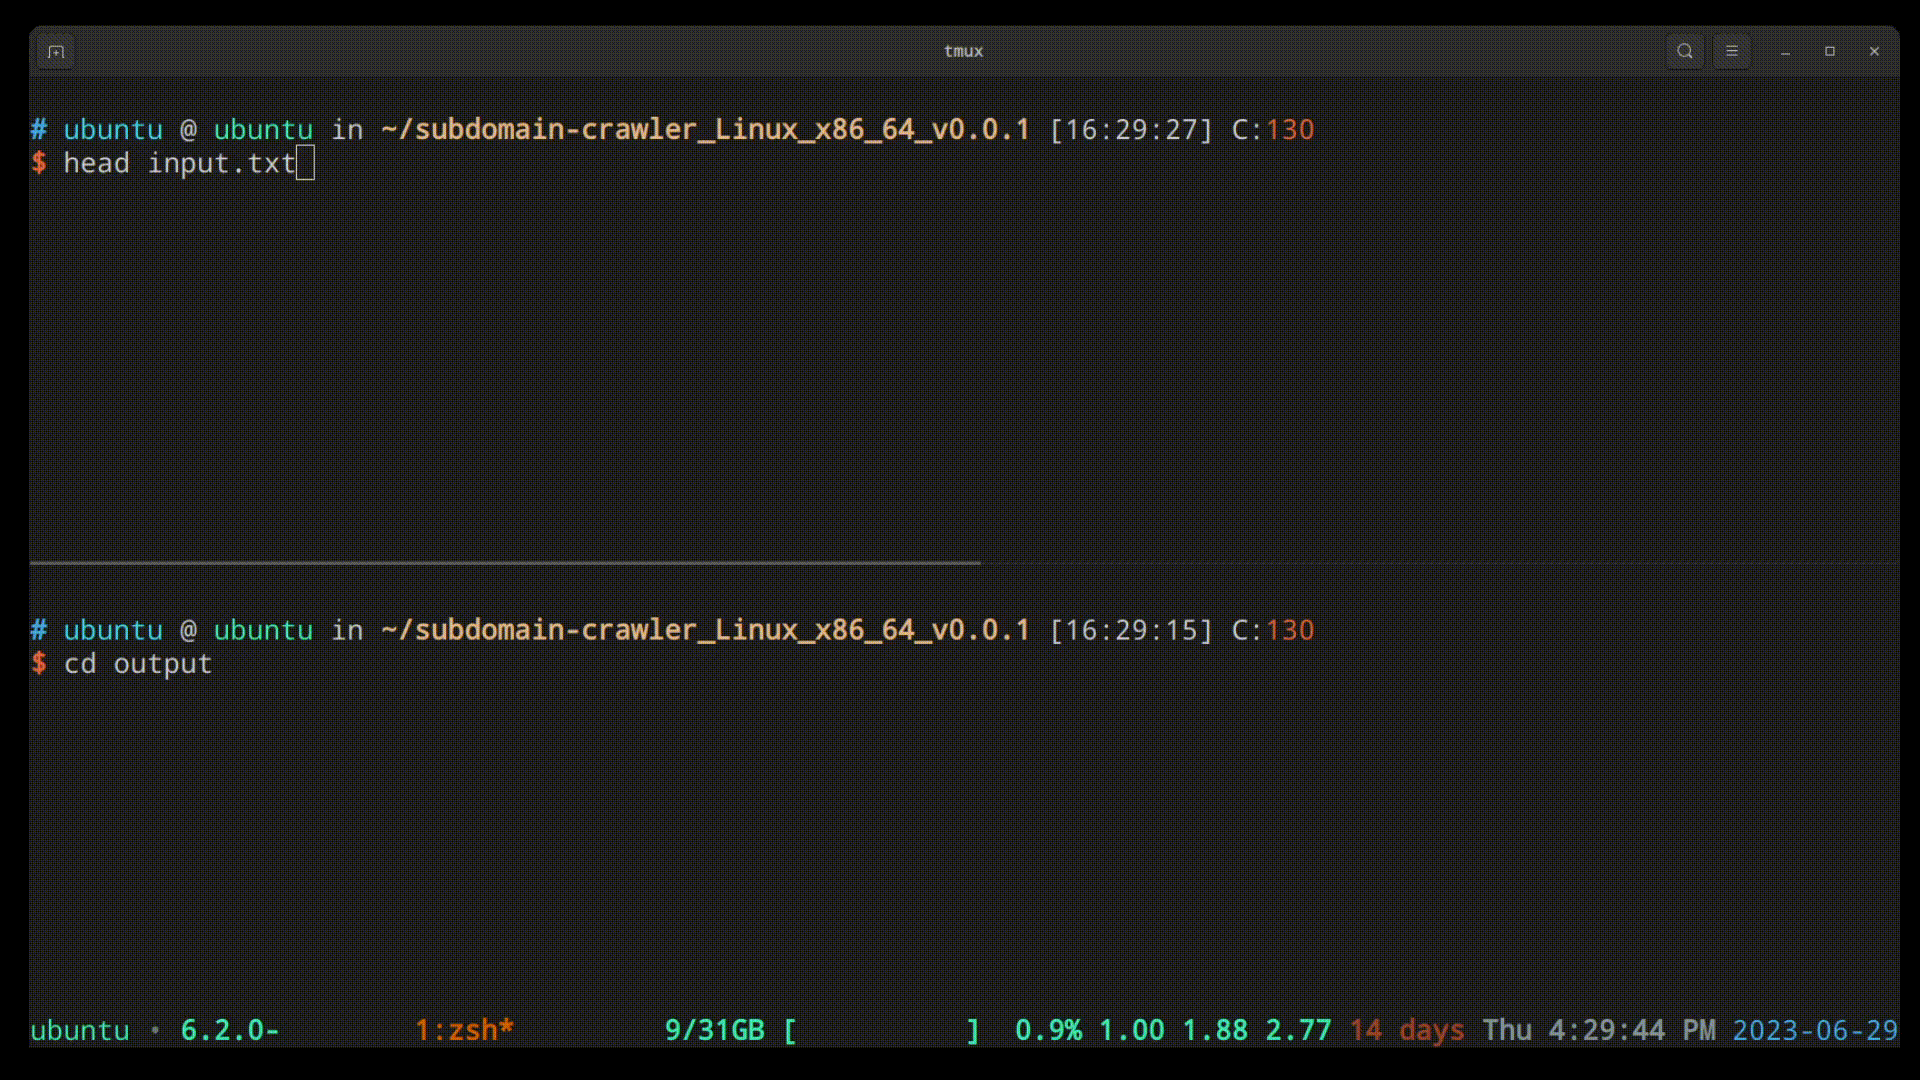 tmux
# ubuntu @ ubuntu in ~/subdomain-crawler_Linux_x86_64_v0.0.1 [16:29:27] C:130
$ head input.txt
# ubuntu @ ubuntu in ~/subdomain-crawler_Linux_x86_64_v0.0.1 [16:29:15] C:130
$ cd output
ubuntu • 6.2.0- 1:zsh* 9/31GB [ ] 0.9% 1.00 1.88 2.77 14 days Thu 4:29:44 PM 2023-06-29